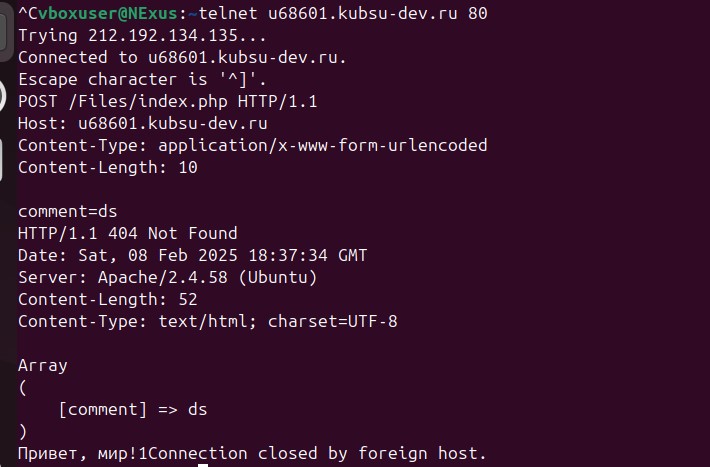 ^Cvboxuser@NExus:~telnet u68601.kubsu-dev.ru 80
Trying 212.192.134.135...
Connected to u68601.kubsu-dev.ru.
Escape character is '^]'.
POST /Files/index.php HTTP/1.1
Host: u68601.kubsu-dev.ru
Content-Type: application/x-www-form-urlencoded
Content-Length: 10

comment=ds
HTTP/1.1 404 Not Found
Date: Sat, 08 Feb 2025 18:37:34 GMT
Server: Apache/2.4.58 (Ubuntu)
Content-Length: 52
Content-Type: text/html; charset=UTF-8

Array
(
    [comment] => ds
)
Привет, мир!1Connection closed by foreign host.